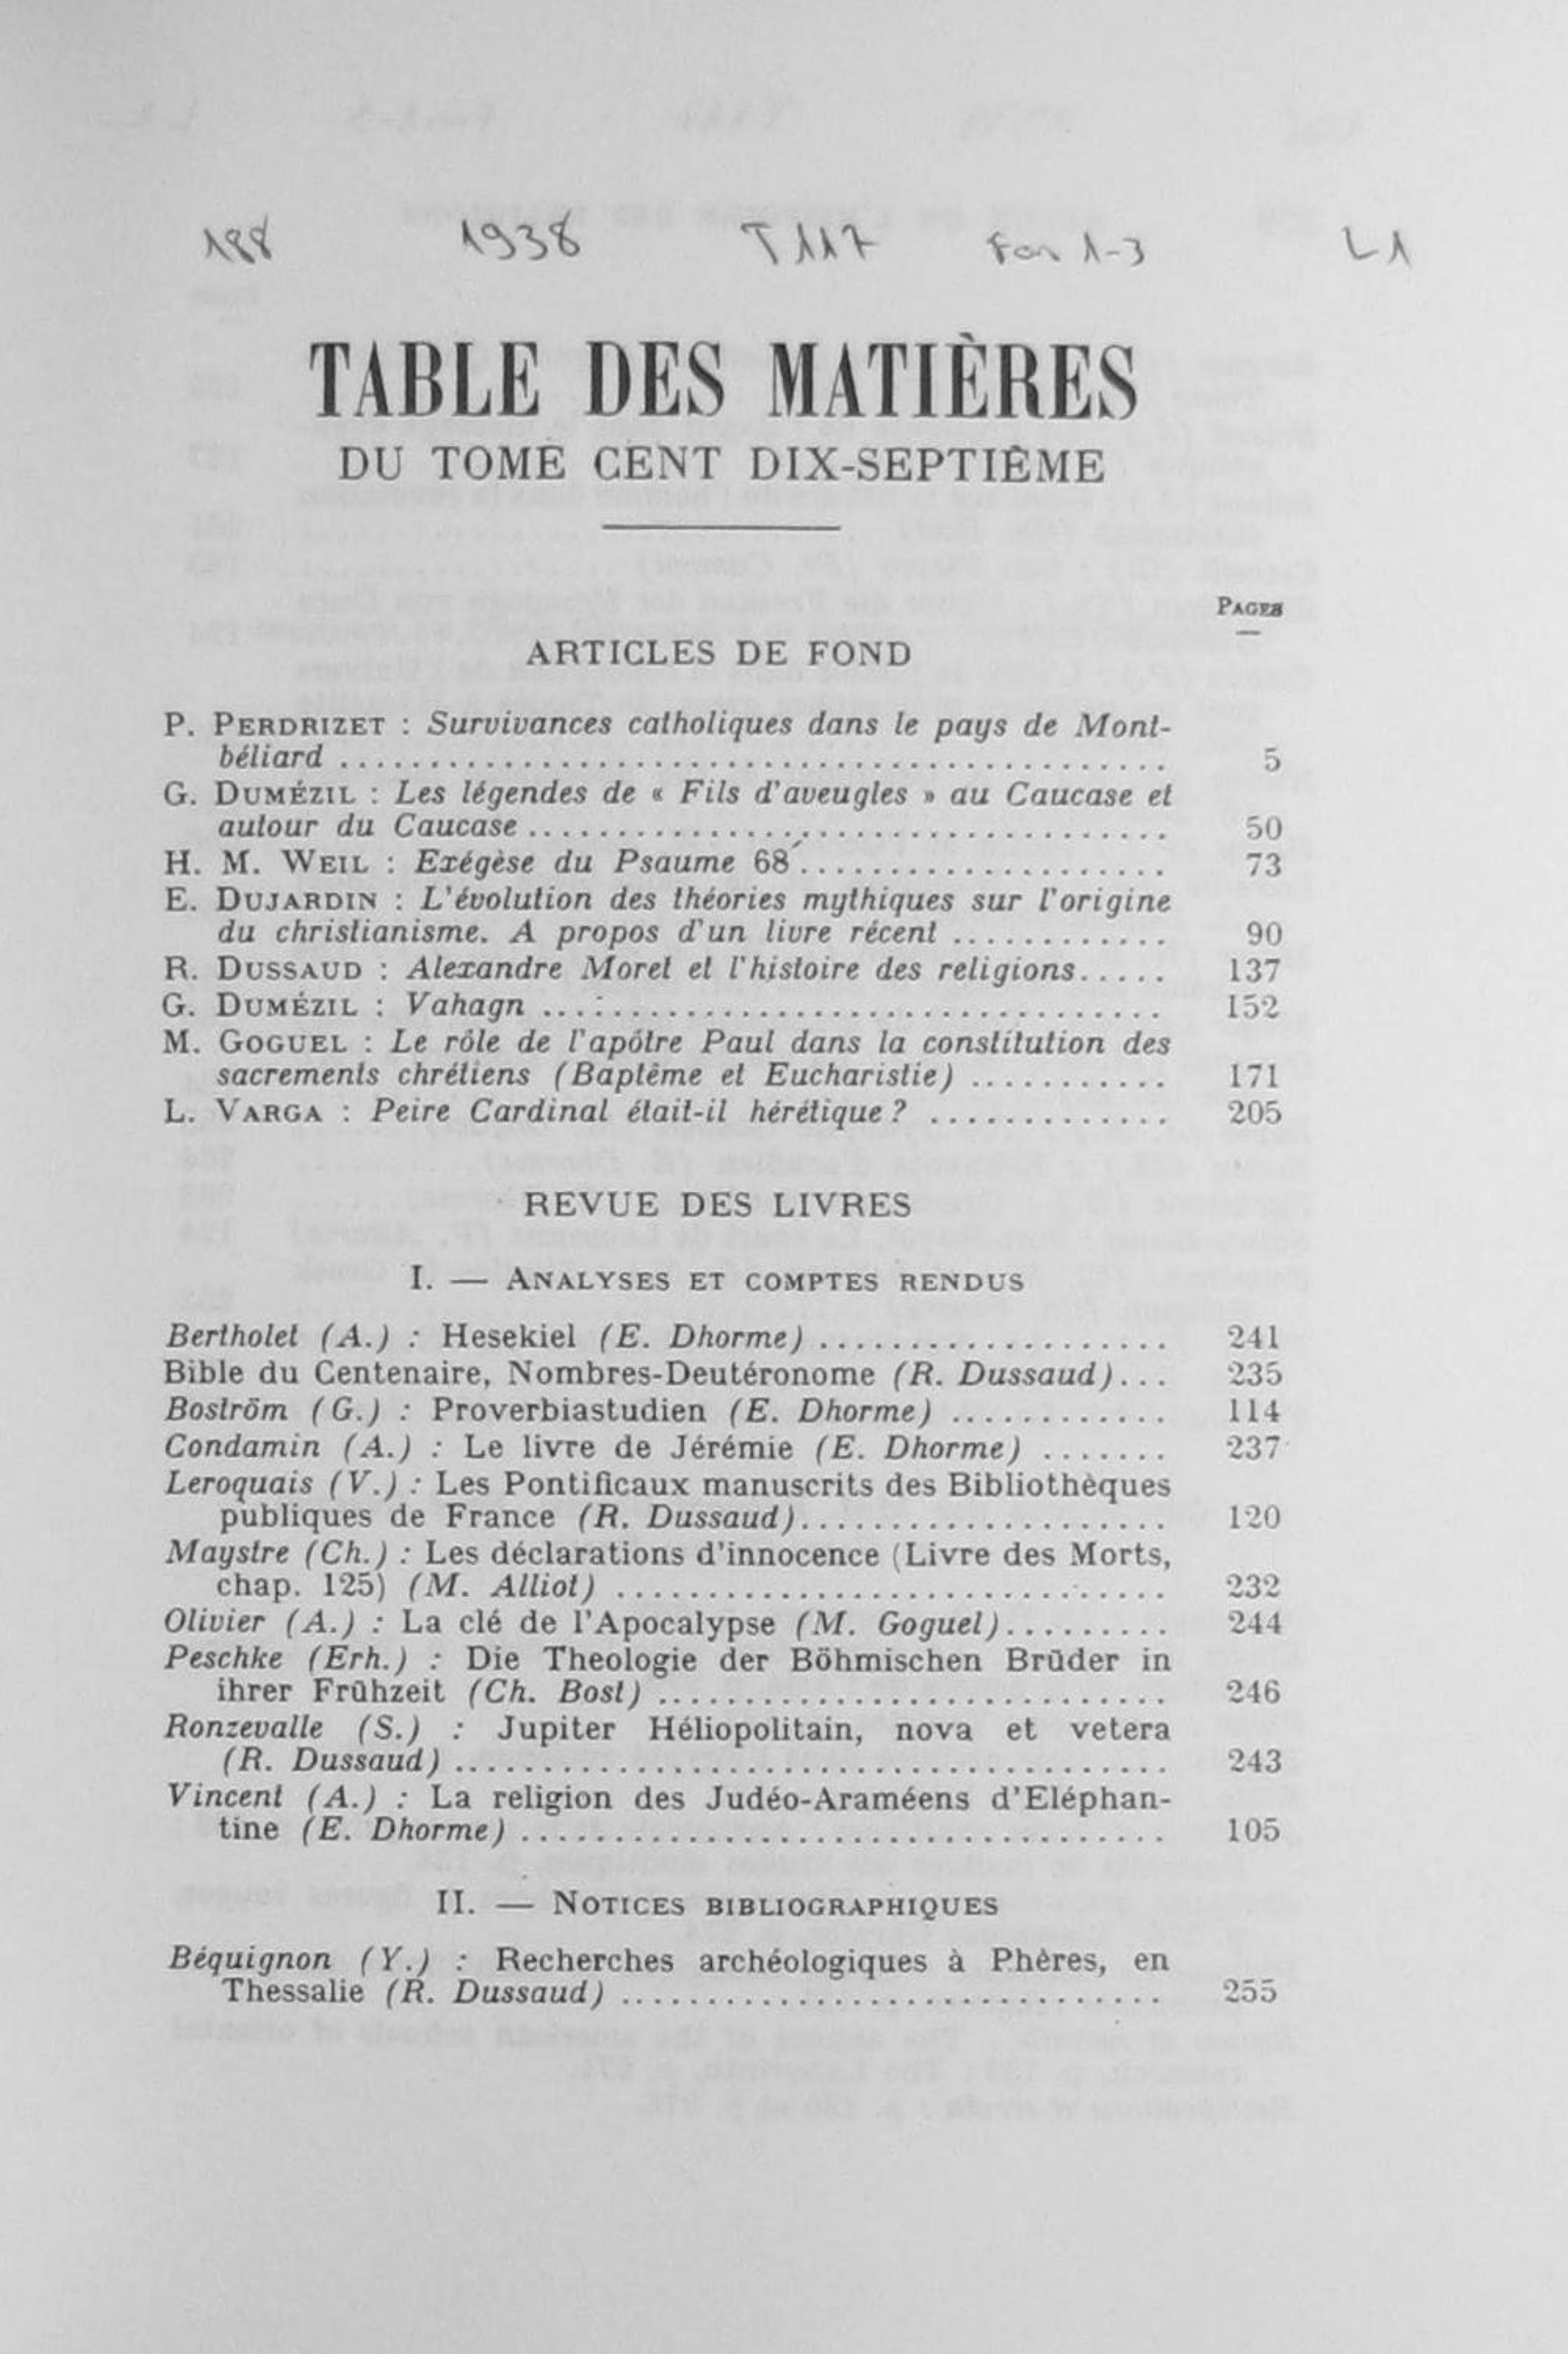 188 1938 T117 Fas 1-3 L1
TABLE DES MATIÈRES
DU TOME CENT DIX-SEPTIÈME
PAGES
ARTICLES DE FOND
P. PERDRIZET : Survivances catholiques dans le pays de Mont-
béliard ........................................ 5
G. DUMÉZIL : Les légendes de « Fils d'aveugles » au Caucase et
autour du Caucase ................................ 50
H. M. WEIL : Exégèse du Psaume 68.................... 73
E. DUJARDIN : L'évolution des théories mythiques sur l'origine
du christianisme. A propos d'un livre récent ............ 90
R. DUSSAUD : Alexandre Moret et l'histoire des religions..... 137
G. DUMÉZIL : Vahagn ................................ 152
M. GOGUEL : Le rôle de l'apôtre Paul dans la constitution des
sacrements chrétiens (Baptême et Eucharistie) ........... 171
L. VARGA : Peire Cardinal était-il hérétique ? ............. 205
REVUE DES LIVRES
I. — ANALYSES ET COMPTES RENDUS
Bertholet (A.) : Hesekiel (E. Dhorme) ................... 241
Bible du Centenaire, Nombres-Deutéronome (R. Dussaud)... 235
Boström (G.) : Proverbiastudien (E. Dhorme) ............ 114
Condamin (A.) : Le livre de Jérémie (E. Dhorme) ....... 237
Leroquais (V.) : Les Pontificaux manuscrits des Bibliothèques
publiques de France (R. Dussaud).................... 120
Maystre (Ch.) : Les déclarations d'innocence (Livre des Morts,
chap. 125) (M. Alliot) .............................. 232
Olivier (A.) : La clé de l'Apocalypse (M. Goguel)......... 244
Peschke (Erh.) : Die Theologie der Böhmischen Brüder in
ihrer Frühzeit (Ch. Bost) ............................ 246
Ronzevalle (S.) : Jupiter Héliopolitain, nova et vetera
(R. Dussaud) ....................................... 243
Vincent (A.) : La religion des Judéo-Araméens d'Eléphan-
tine (E. Dhorme) ................................... 105
II. — NOTICES BIBLIOGRAPHIQUES
Béquignon (Y.) : Recherches archéologiques à Phères, en
Thessalie (R. Dussaud) .............................. 255